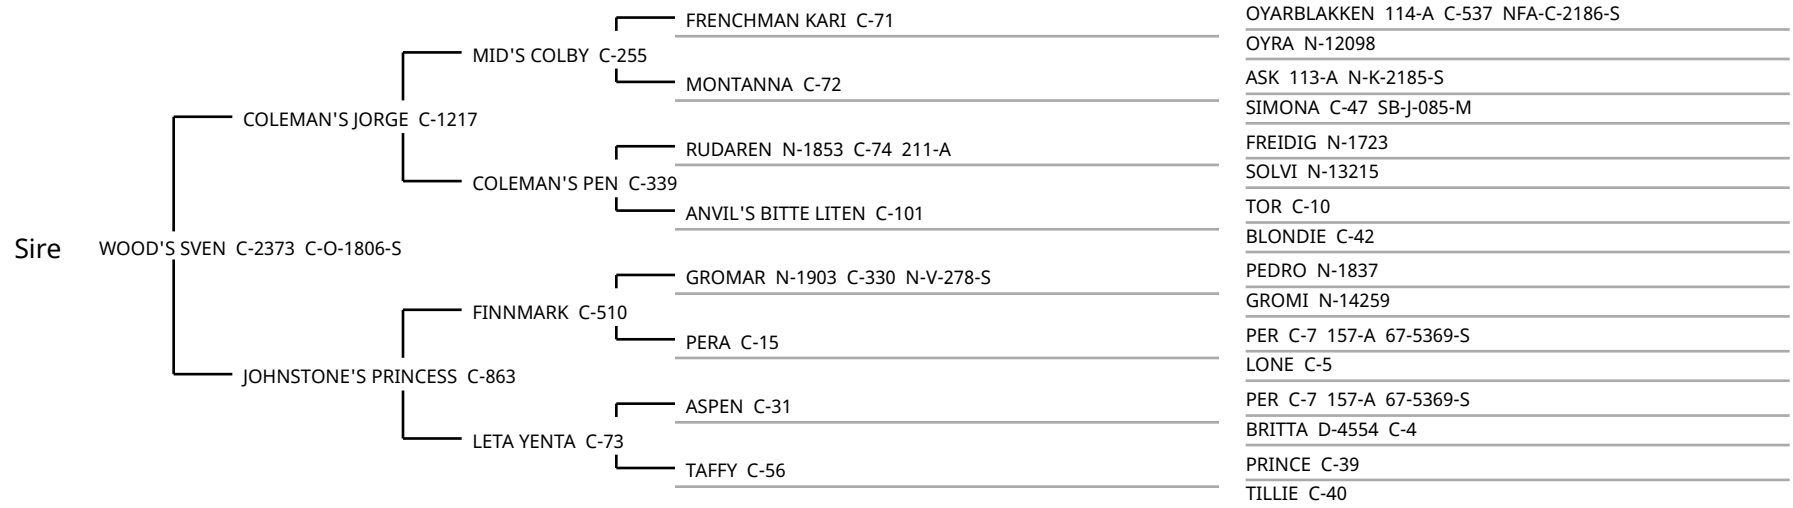 OYARBLAKKEN 114-A C-537 NFA-C-2186-S
FRENCHMAN KARI C-71
OYRA N-12098
MID'S COLBY C-255
ASK 113-A N-K-2185-S
MONTANNA C-72
SIMONA C-47 SB-J-085-M
COLEMAN'S JORGE C-1217
FREIDIG N-1723
RUDAREN N-1853 C-74 211-A
SOLVI N-13215
COLEMAN'S PEN C-339
TOR C-10
ANVIL'S BITTE LITEN C-101
BLONDIE C-42
Sire WOOD'S SVEN C-2373 C-O-1806-S
PEDRO N-1837
GROMAR N-1903 C-330 N-V-278-S
GROMI N-14259
FINNMARK C-510
PER C-7 157-A 67-5369-S
PERA C-15
LONE C-5
JOHNSTONE'S PRINCESS C-863
PER C-7 157-A 67-5369-S
ASPEN C-31
BRITTA D-4554 C-4
LETA YENTA C-73
PRINCE C-39
TAFFY C-56
TILLIE C-40